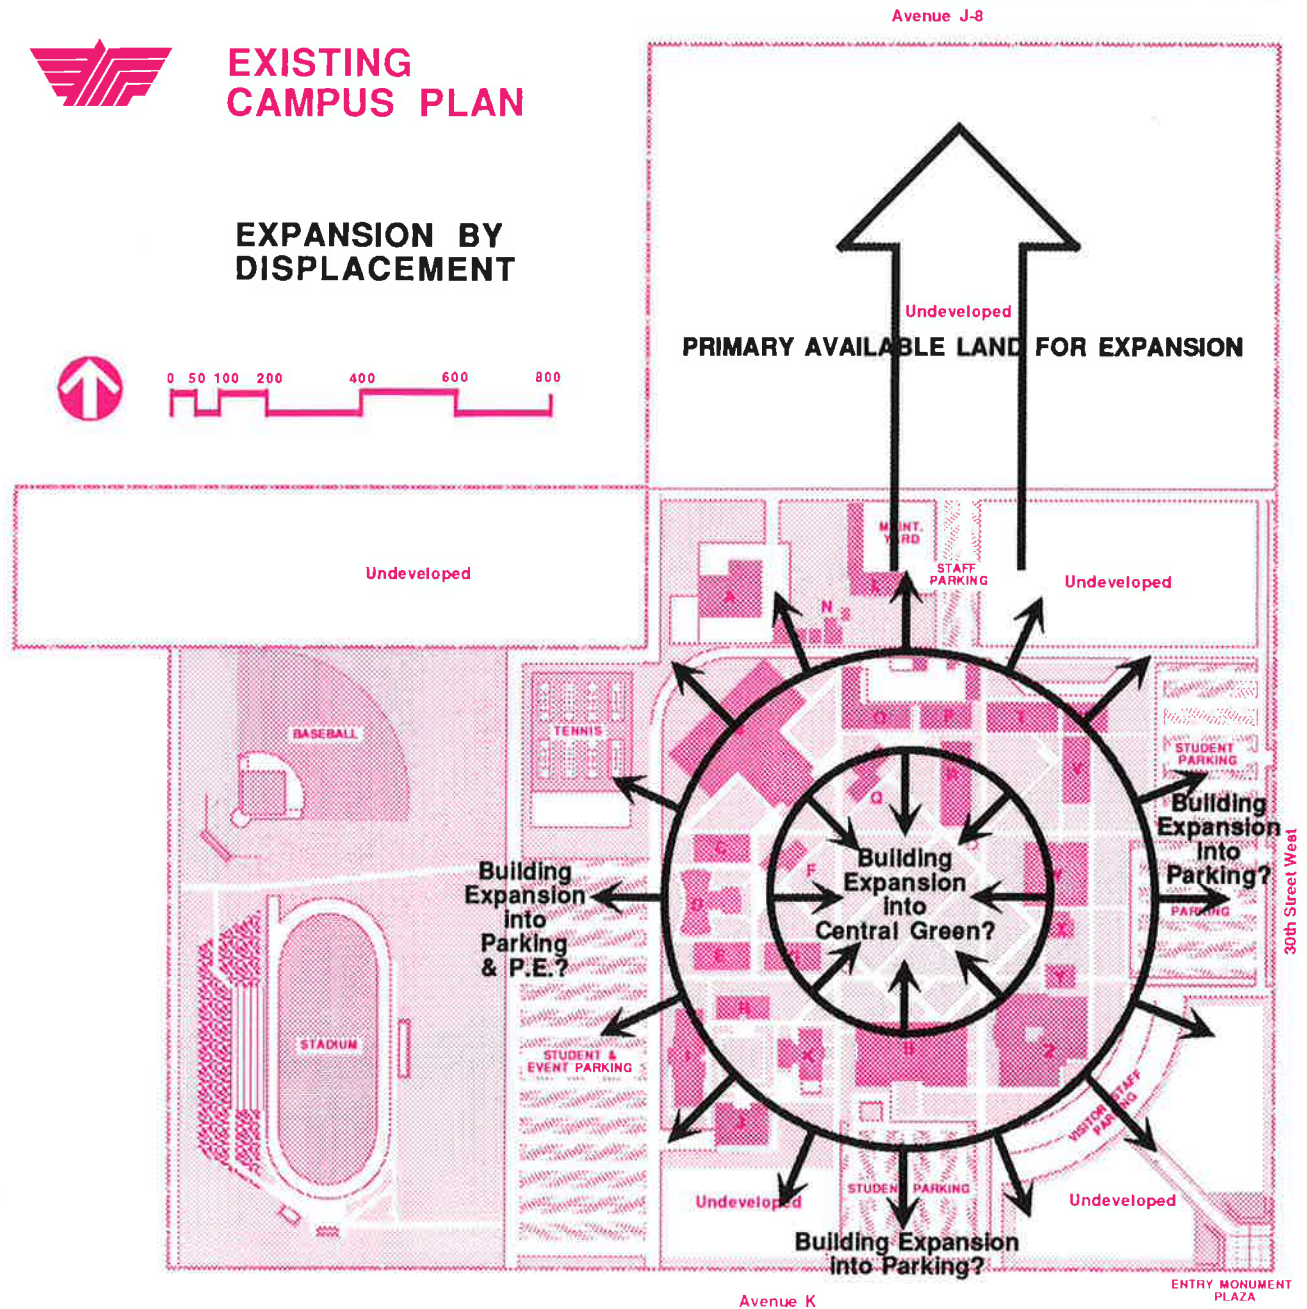 Avenue J-8
EXISTING
CAMPUS PLAN
EXPANSION BY
DISPLACEMENT
Undeveloped
PRIMARY AVAILABLE LAND FOR EXPANSION
0 50 100 200 400 600 800
MAINT.
YARD
STAFF
PARKING
Undeveloped
Undeveloped
A
L
N
BASEBALL
TENNIS
O
P
T
STUDENT
PARKING
V
R
Q
Building
Expansion
into
Parking?
G
F
Building
Expansion
into
Central Green?
Building
Expansion
into
Parking
& P.E.?
D
X
PARKING
30th Street West
E
Y
H
STADIUM
STUDENT &
EVENT PARKING
I
K
B
Z
VISITOR/STAFF
PARKING
J
Undeveloped
STUDENT PARKING
Undeveloped
Building Expansion
into Parking?
ENTRY MONUMENT
PLAZA
Avenue K